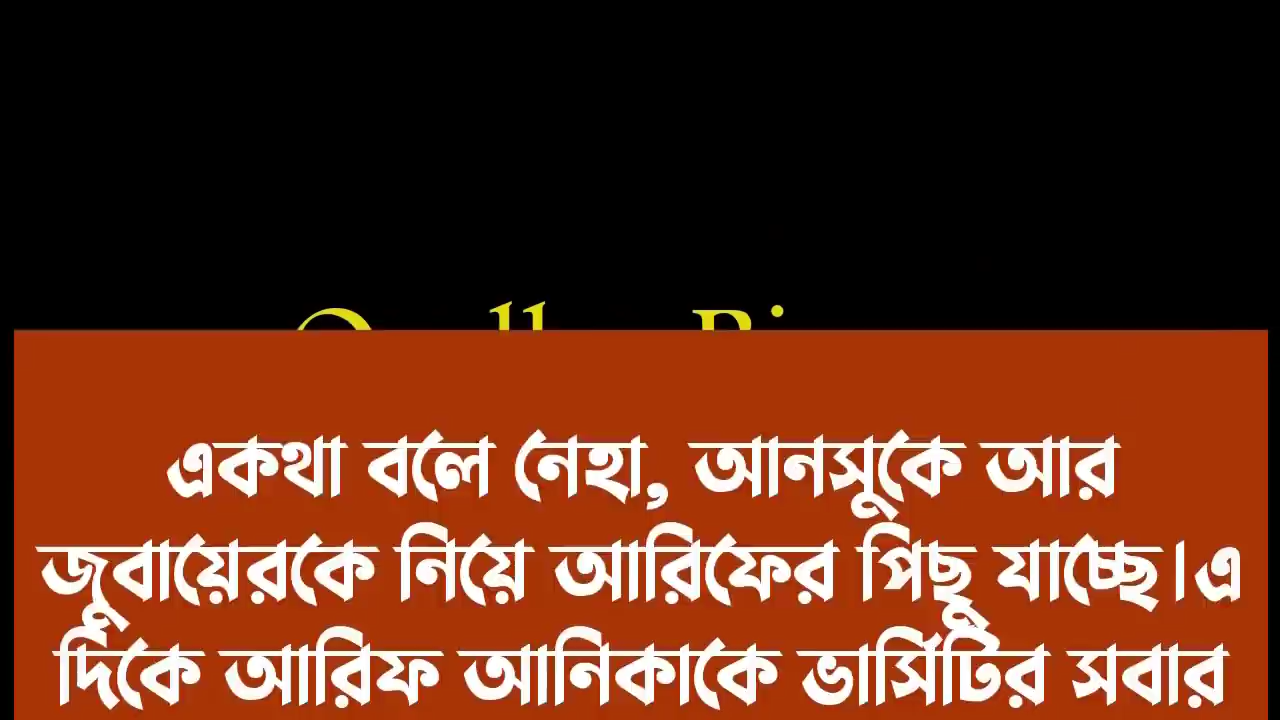 একথা বলে নেহা, আনসুকে আর
জুবায়েরকে নিয়ে আরিফের পিছু যাচ্ছে।এ
দিকে আরিফ আনিকাকে ভার্সিটির সবার